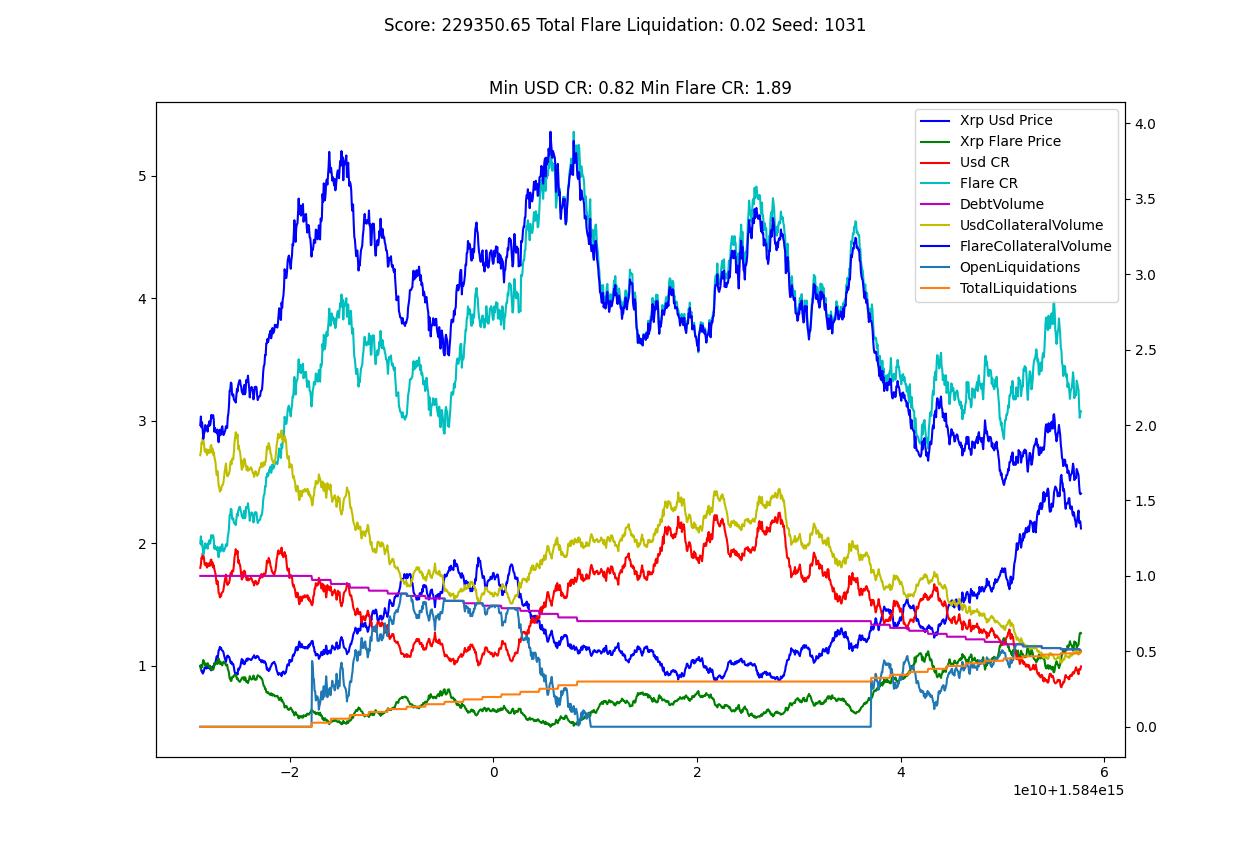 Score: 229350.65 Total Flare Liquidation: 0.02 Seed: 1031
Min USD CR: 0.82 Min Flare CR: 1.89
Xrp Usd Price
Xrp Flare Price
Usd CR
Flare CR
DebtVolume
UsdCollateralVolume
FlareCollateralVolume
OpenLiquidations
TotalLiquidations
5
4
3
2
1
4.0
3.5
3.0
2.5
2.0
1.5
1.0
0.5
0.0
−2 0 2 4 6
1e10+1.584e15